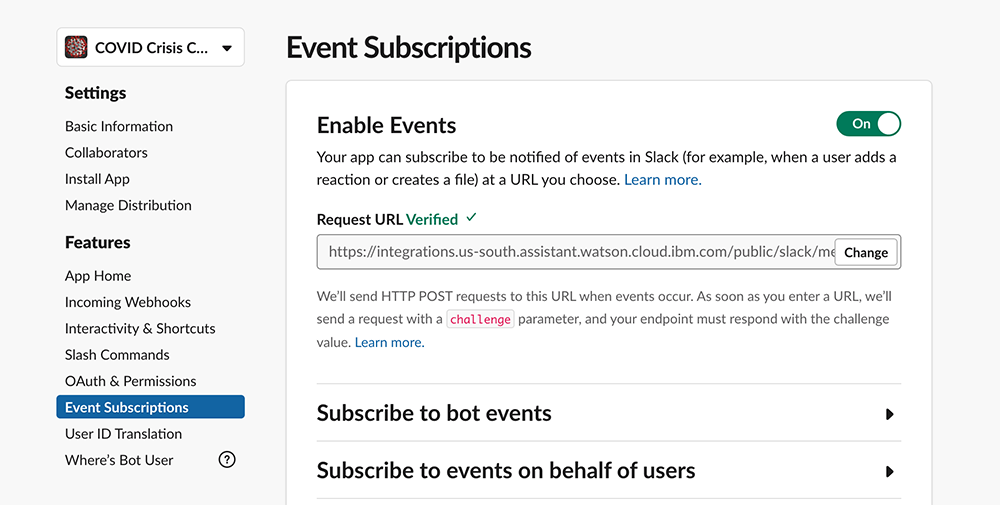 COVID Crisis C...
Settings
Basic Information
Collaborators
Install App
Manage Distribution
Features
App Home
Incoming Webhooks
Interactivity & Shortcuts
Slash Commands
OAuth & Permissions
Event Subscriptions
User ID Translation
Where's Bot User ?
Event Subscriptions
Enable Events
On
Your app can subscribe to be notified of events in Slack (for example, when a user adds a
reaction or creates a file) at a URL you choose. Learn more.
Request URL Verified ✓
https://integrations.us-south.assistant.watson.cloud.ibm.com/public/slack/me
Change
We'll send HTTP POST requests to this URL when events occur. As soon as you enter a URL, we'll
send a request with a challenge parameter, and your endpoint must respond with the challenge
value. Learn more.
Subscribe to bot events
Subscribe to events on behalf of users